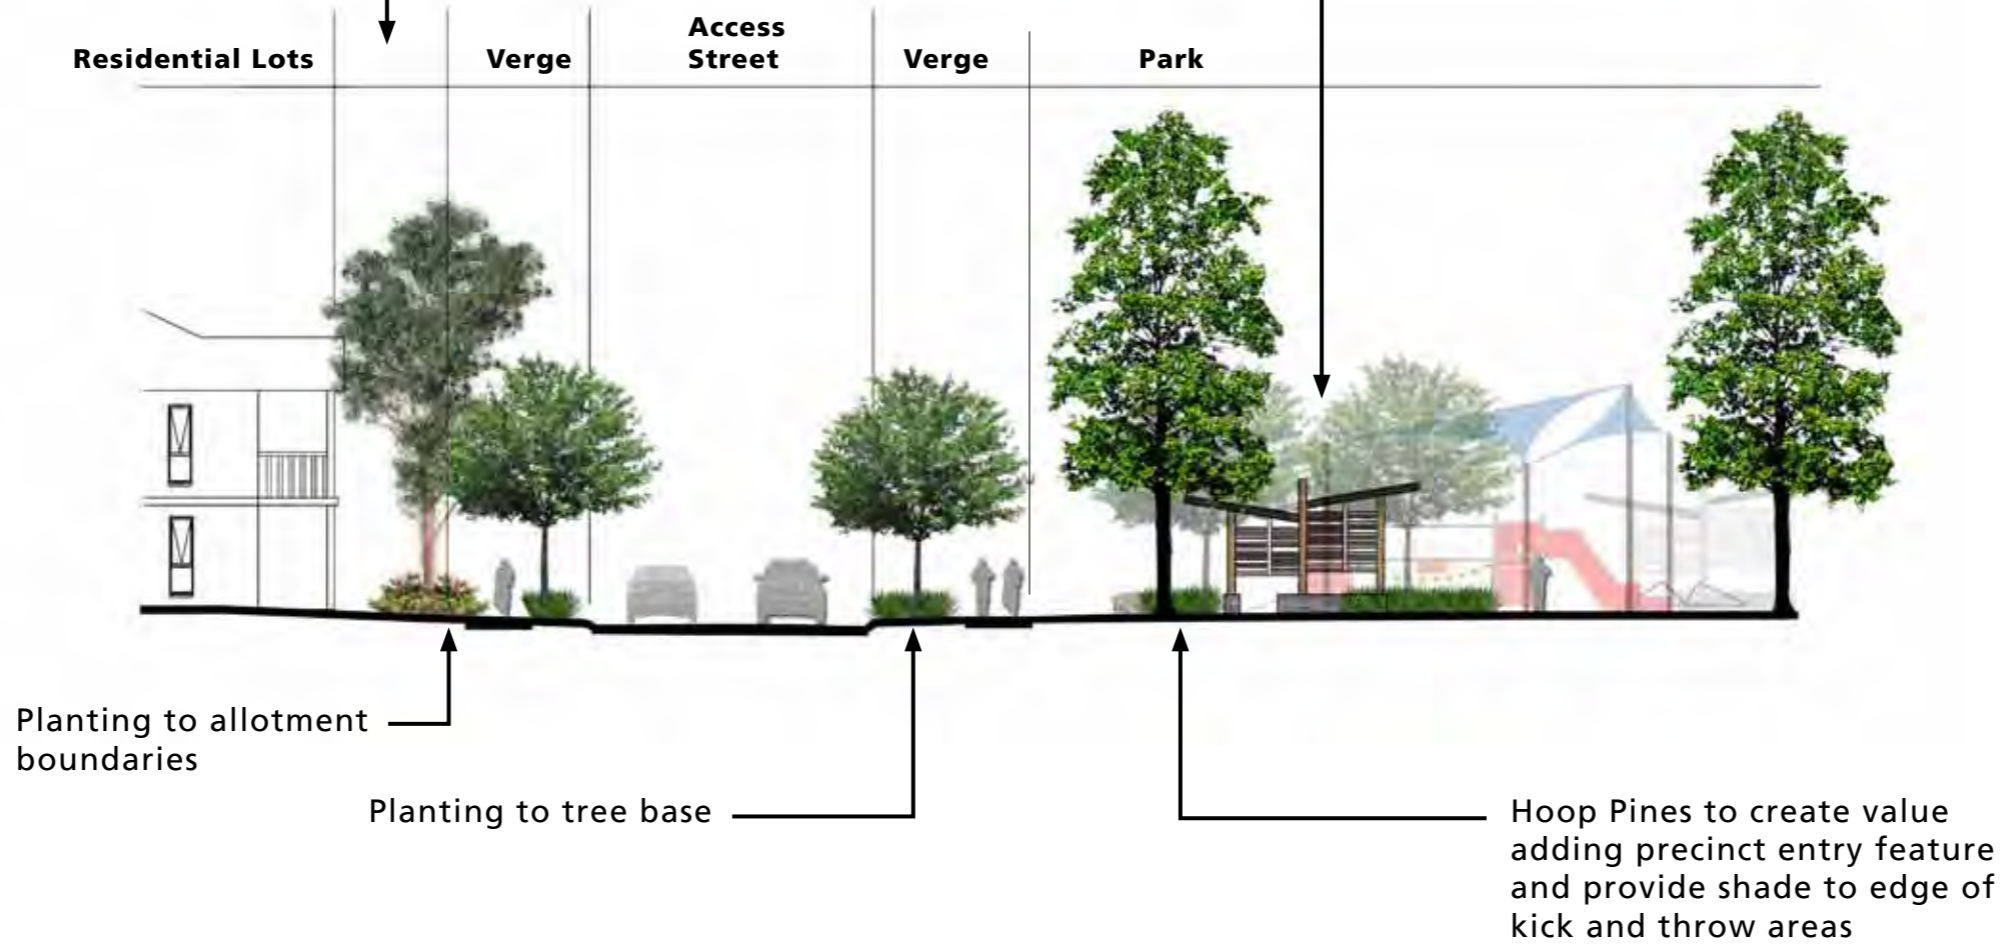 Residential Lots
Verge
Access
Street
Verge
Park
Planting to allotment
boundaries
Planting to tree base
Hoop Pines to create value
adding precinct entry feature
and provide shade to edge of
kick and throw areas